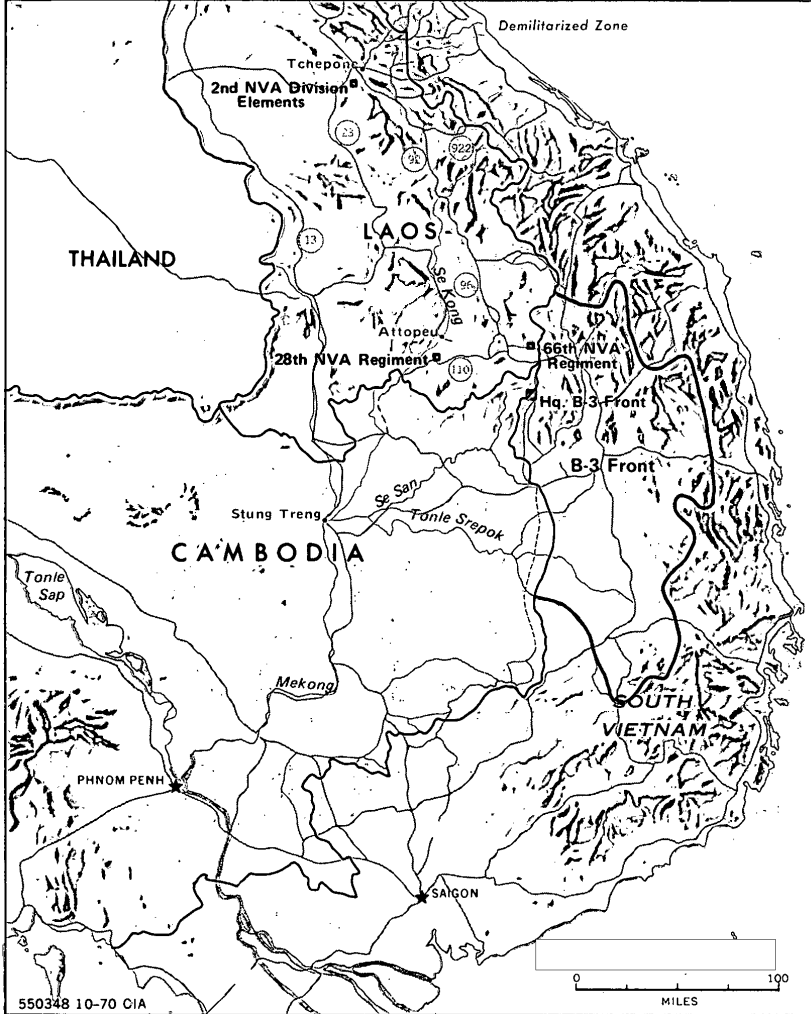 Demilitarized Zone
Tchepone
2nd NVA Division
Elements
23
92
922
LAOS
13
THAILAND
Se Kong
96
Attopeu
66th NVA
Regiment
28th NVA Regiment
110
Hq. B-3 Front
B-3 Front
Se San
Stung Treng
Tonle Srepok
CAMBODIA
Tonle
Sap
Mekong
SOUTH
VIETNAM
PHNOM PENH
SAIGON
0 100
MILES
550348 10-70 CIA